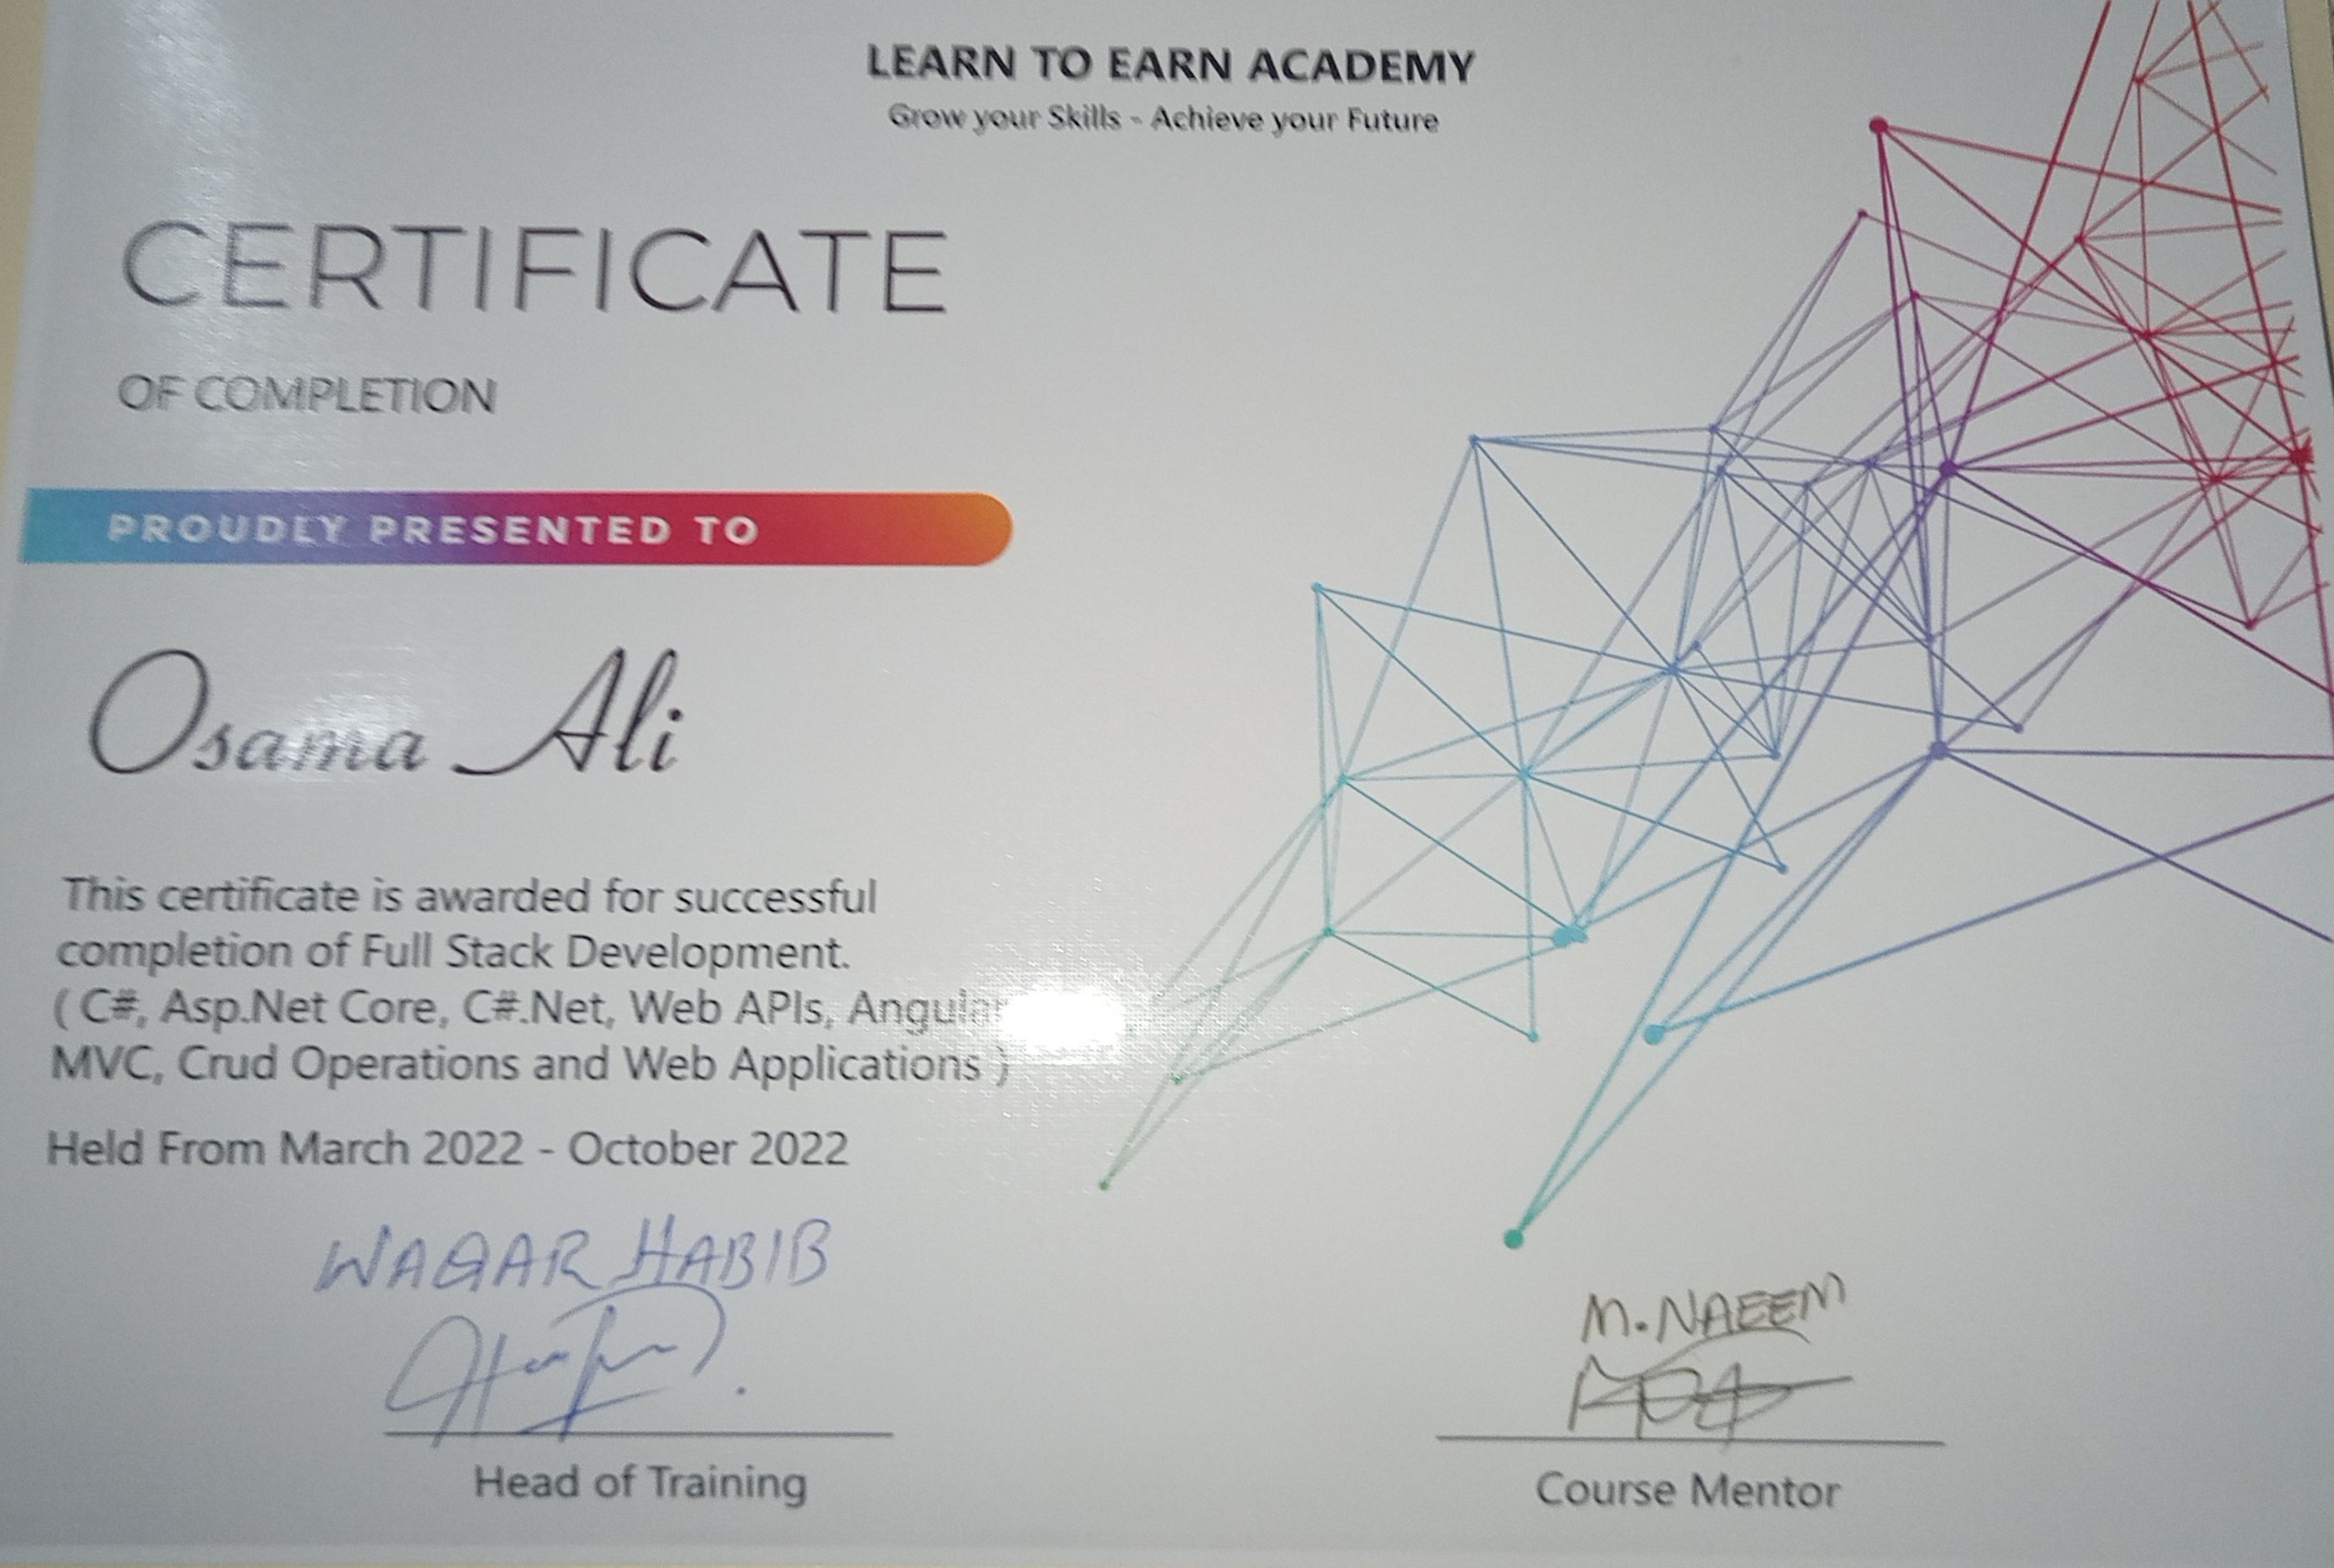 LEARN TO EARN ACADEMY
Grow your Skills - Achieve your Future
CERTIFICATE
OF COMPLETION
PROUDLY PRESENTED TO
Osama Ali
This certificate is awarded for successful
completion of Full Stack Development.
( C#, Asp.Net Core, C#.Net, Web APIs, Angular
MVC, Crud Operations and Web Applications )
Held From March 2022 - October 2022
WAQAR HABIB
M. NAEEM
Head of Training
Course Mentor